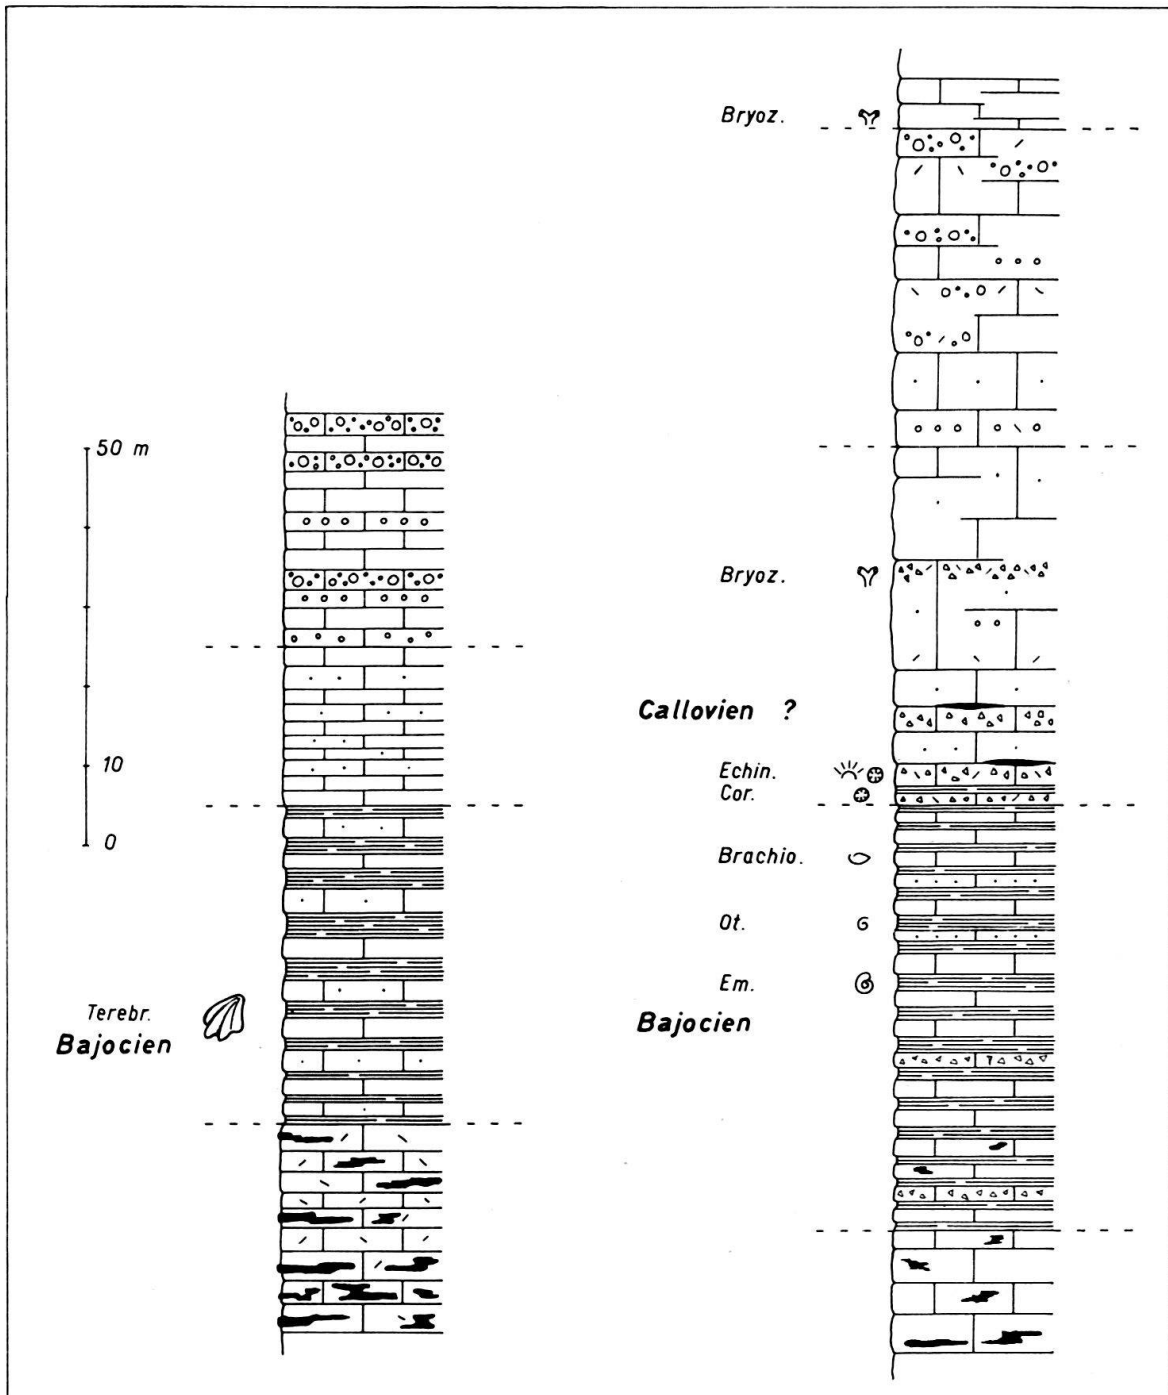 Bryoz.
50 m
Bryoz.
Callovien ?
10
Echin.
Cor.
0
Brachio.
Ot.
Em.
Terebr.
Bajocien
Bajocien